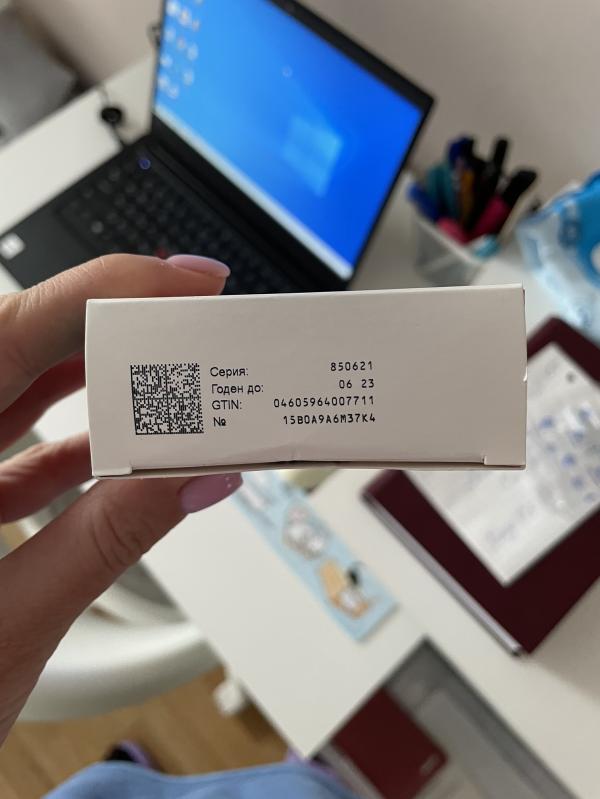 Серия: 850621
Годен до: 06 23
GTIN: 04605964007711
№ 15B0A9A6M37K4